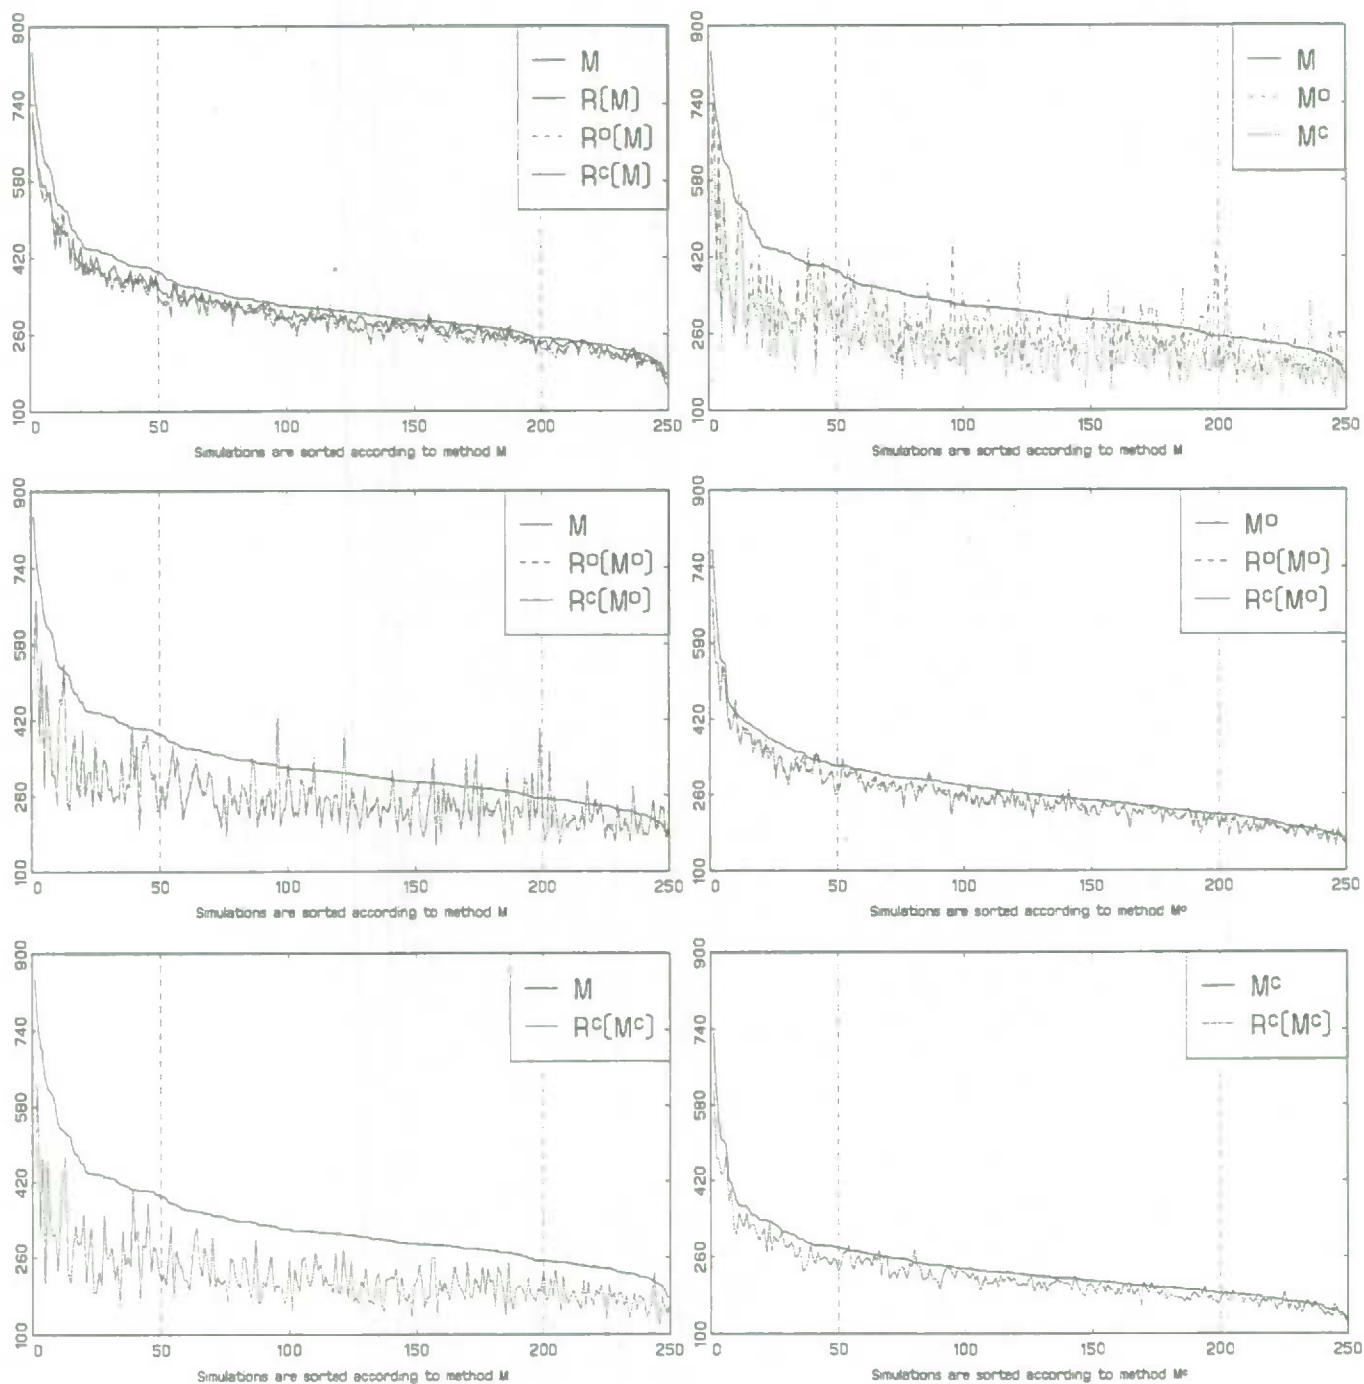 900
740
580
420
260
100
M
R[M]
Rᴼ[M]
Rᶜ[M]
0 50 100 150 200 250
Simulations are sorted according to method M
900
740
580
420
260
100
M
Mᴼ
Mᶜ
0 50 100 150 200 250
Simulations are sorted according to method M
900
740
580
420
260
100
M
Rᴼ[Mᴼ]
Rᶜ[Mᴼ]
0 50 100 150 200 250
Simulations are sorted according to method M
900
740
580
420
260
100
Mᴼ
Rᴼ[Mᴼ]
Rᶜ[Mᴼ]
0 50 100 150 200 250
Simulations are sorted according to method Mᴼ
900
740
580
420
260
100
M
Rᶜ[Mᶜ]
0 50 100 150 200 250
Simulations are sorted according to method M
900
740
580
420
260
100
Mᶜ
Rᶜ[Mᶜ]
0 50 100 150 200 250
Simulations are sorted according to method Mᶜ